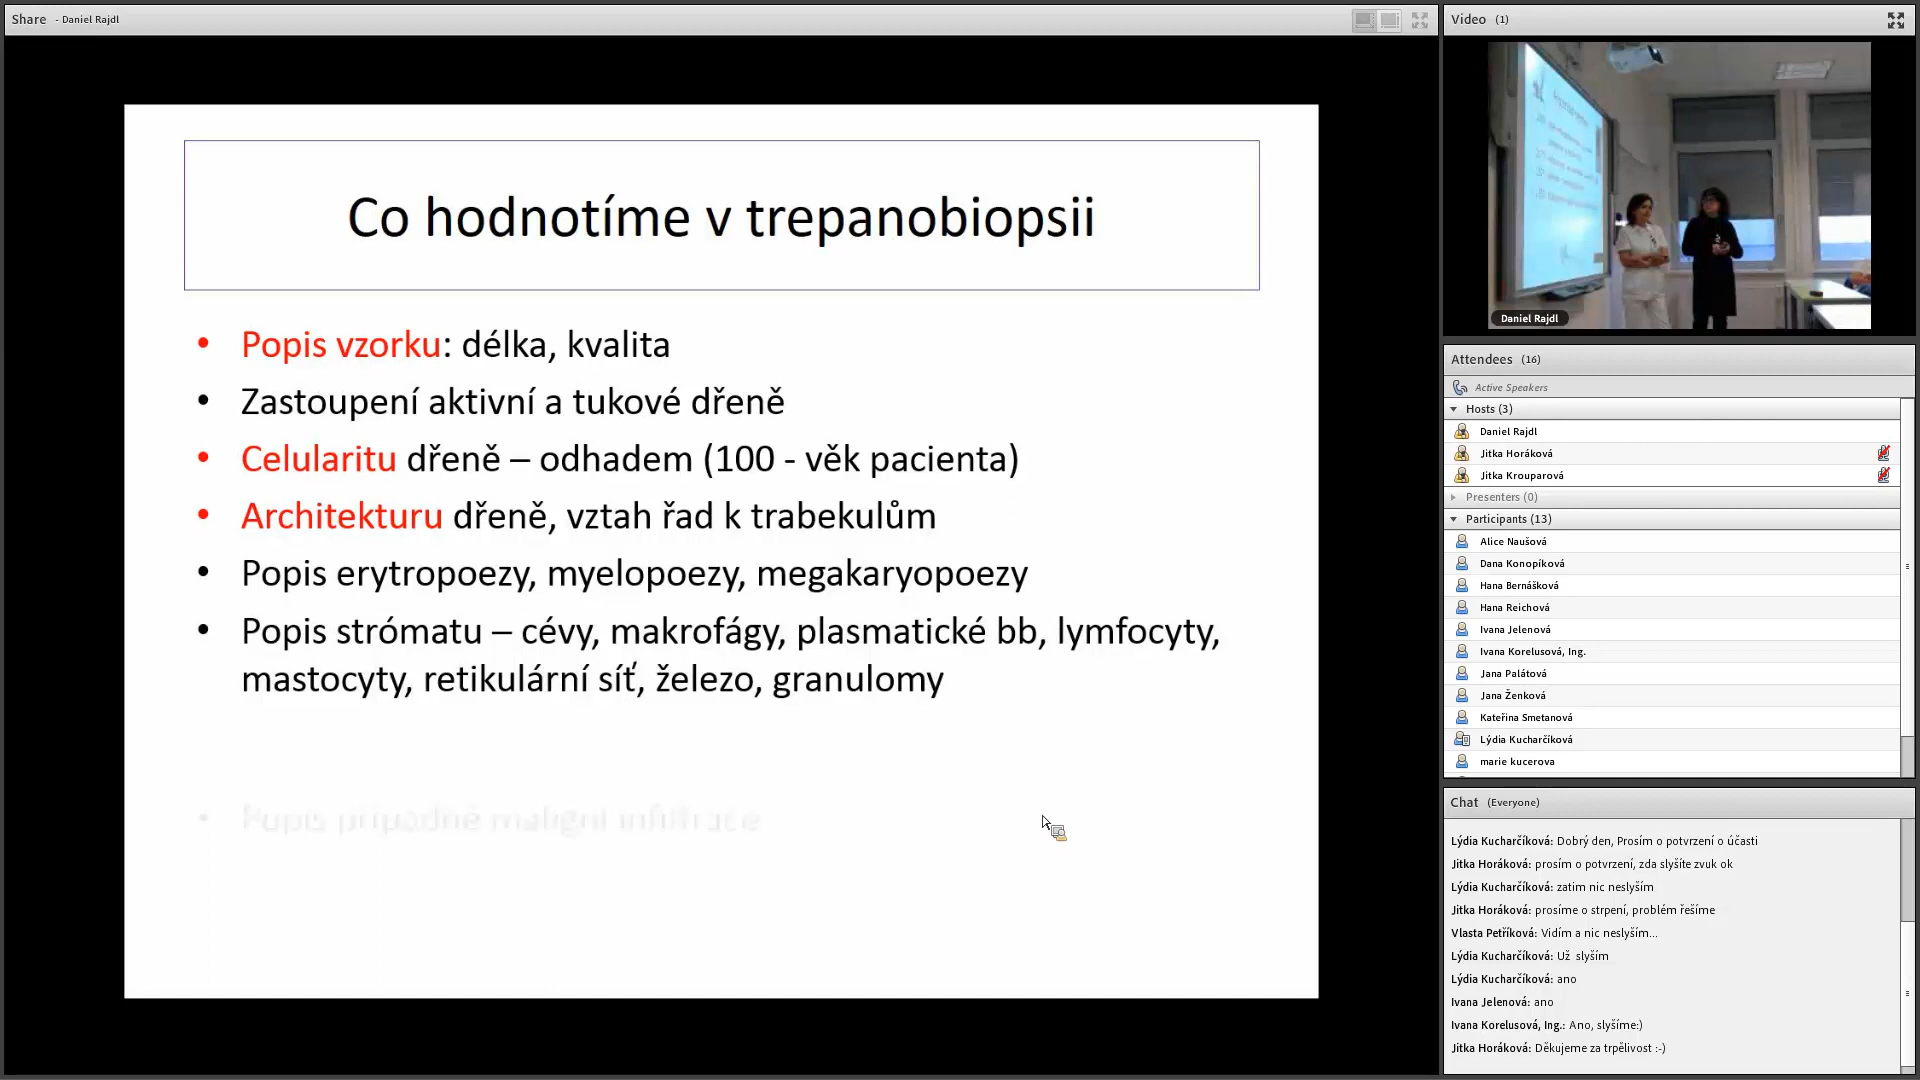 Share - Daniel Rajdl
Co hodnotíme v trepanobiopsii
• Popis vzorku: délka, kvalita
• Zastoupení aktivní a tukové dřeně
• Celularitu dřeně – odhadem (100 - věk pacienta)
• Architekturu dřeně, vztah řad k trabekulům
• Popis erytropoezy, myelopoezy, megakaryopoezy
• Popis strómatu – cévy, makrofágy, plasmatické bb, lymfocyty,
mastocyty, retikulární síť, železo, granulomy
• Popis případné maligní infiltrace
Video (1)
Daniel Rajdl
Attendees (16)
Active Speakers
Hosts (3)
Daniel Rajdl
Jitka Horáková
Jitka Krouparová
Presenters (0)
Participants (13)
Alice Naušová
Dana Konopíková
Hana Bernášková
Hana Reichová
Ivana Jelenová
Ivana Korelusová, Ing.
Jana Palátová
Jana Ženková
Kateřina Smetanová
Lýdia Kucharčíková
marie kucerova
Chat (Everyone)
Lýdia Kucharčíková: Dobrý den, Prosím o potvrzení o účasti
Jitka Horáková: prosím o potvrzení, zda slyšíte zvuk ok
Lýdia Kucharčíková: zatim nic neslyším
Jitka Horáková: prosíme o strpení, problém řešíme
Vlasta Petříková: Vidím a nic neslyším...
Lýdia Kucharčíková: Už slyším
Lýdia Kucharčíková: ano
Ivana Jelenová: ano
Ivana Korelusová, Ing.: Ano, slyšíme:)
Jitka Horáková: Děkujeme za trpělivost :-)